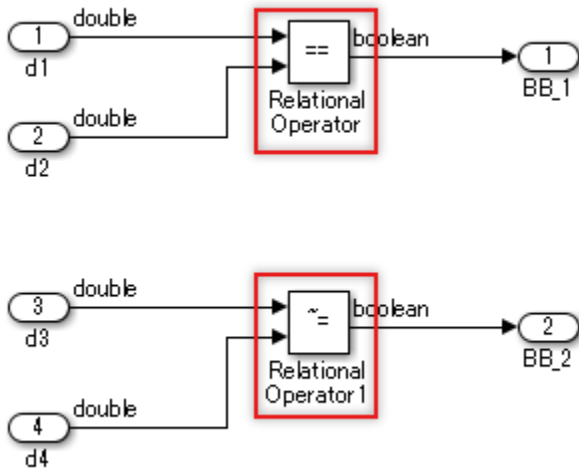 double
1
d1
==
boolean
1
BB_1
Relational
Operator
double
2
d2
double
3
d3
~=
boolean
2
BB_2
Relational
Operator1
double
4
d4